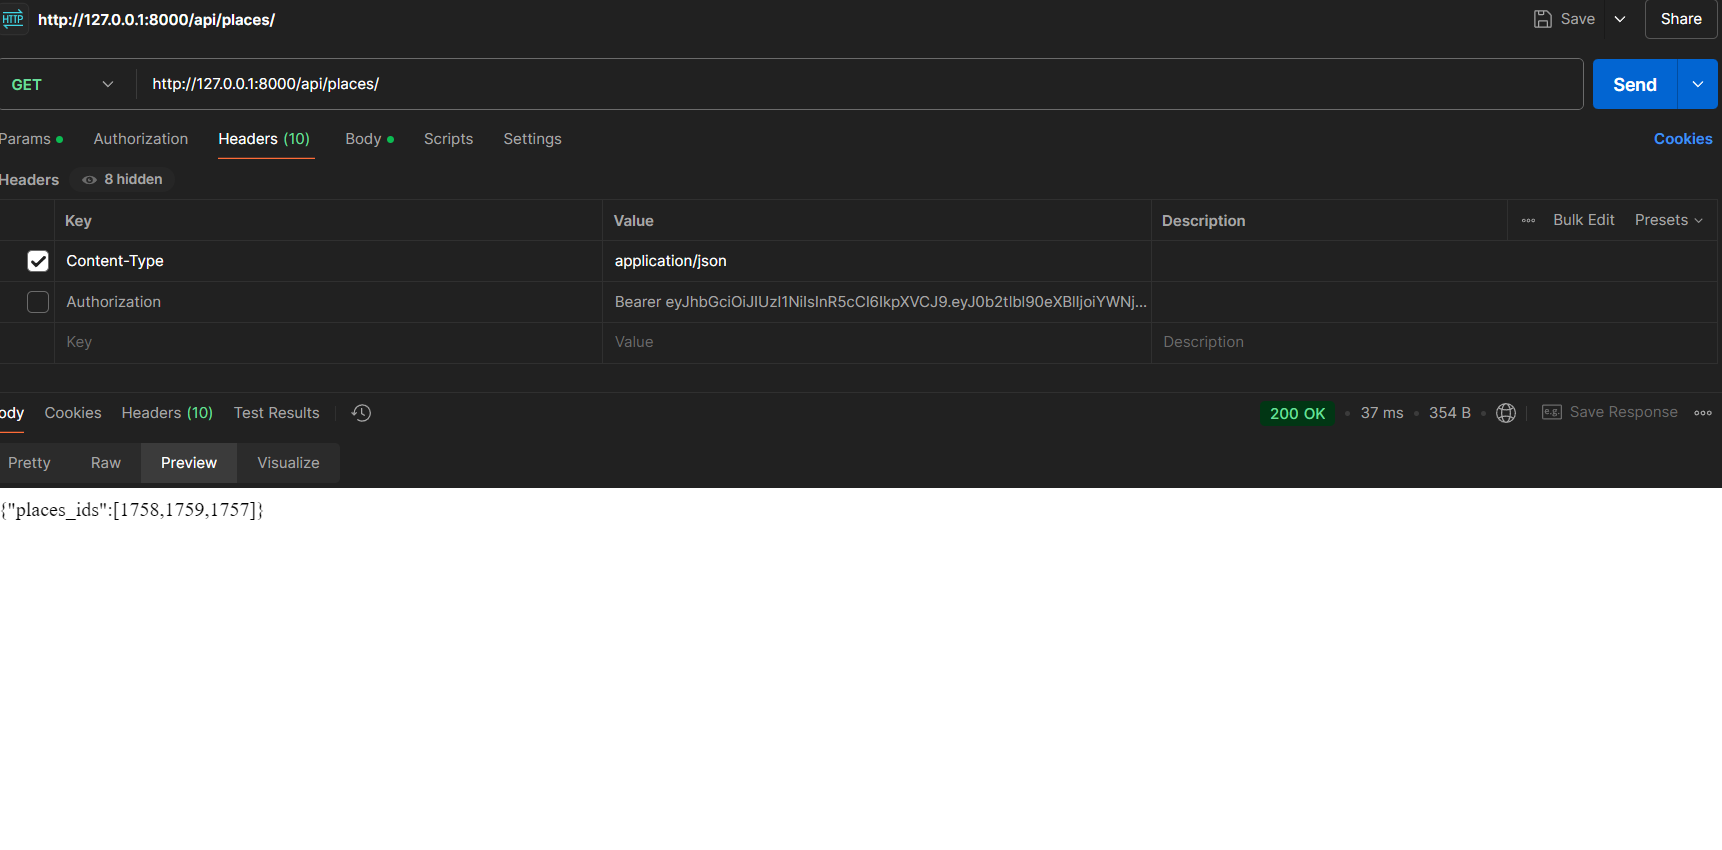 HTTP http://127.0.0.1:8000/api/places/ Save Share
GET http://127.0.0.1:8000/api/places/ Send
Params Authorization Headers (10) Body Scripts Settings Cookies
Headers 8 hidden
Key Value Description Bulk Edit Presets
Content-Type application/json
Authorization Bearer eyJhbGciOiJIUzI1NiIsInR5cCI6IkpXVCJ9.eyJ0b2tlbl90eXBlIjoiYWNj...
Key Value Description
ody Cookies Headers (10) Test Results 200 OK 37 ms 354 B e.g. Save Response
Pretty Raw Preview Visualize
{"places_ids":[1758,1759,1757]}